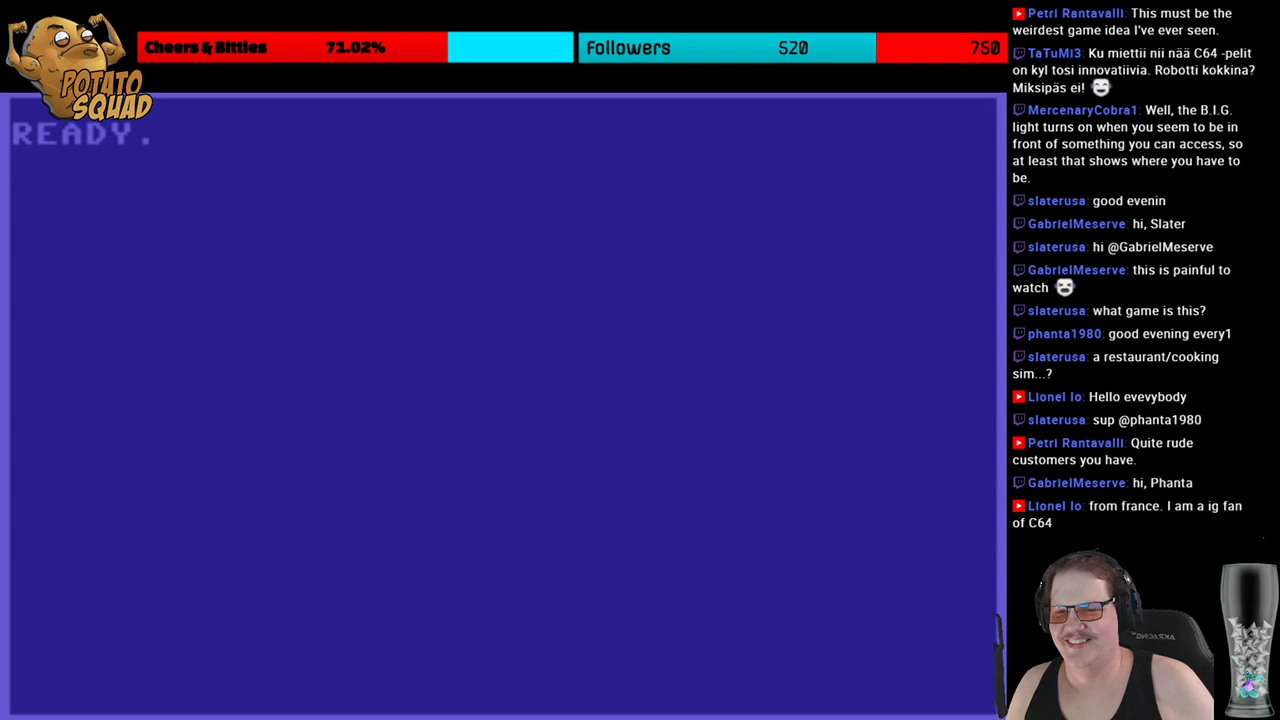 POTATO
SQUAD
Cheers & Bitties 71.02%
Followers 520 750
READY.
Petri Rantavalli: This must be the
weirdest game idea I've ever seen.
TaTuMi3: Ku miettii nii nää C64 -pelit
on kyl tosi innovatiivia. Robotti kokkina?
Miksipäs ei!
MercenaryCobra1: Well, the B.I.G.
light turns on when you seem to be in
front of something you can access, so
at least that shows where you have to
be.
slaterusa: good evenin
GabrielMeserve: hi, Slater
slaterusa: hi @GabrielMeserve
GabrielMeserve: this is painful to
watch
slaterusa: what game is this?
phanta1980: good evening every1
slaterusa: a restaurant/cooking
sim...?
Lionel lo: Hello evevybody
slaterusa: sup @phanta1980
Petri Rantavalli: Quite rude
customers you have.
GabrielMeserve: hi, Phanta
Lionel lo: from france. I am a ig fan
of C64
AKRACING